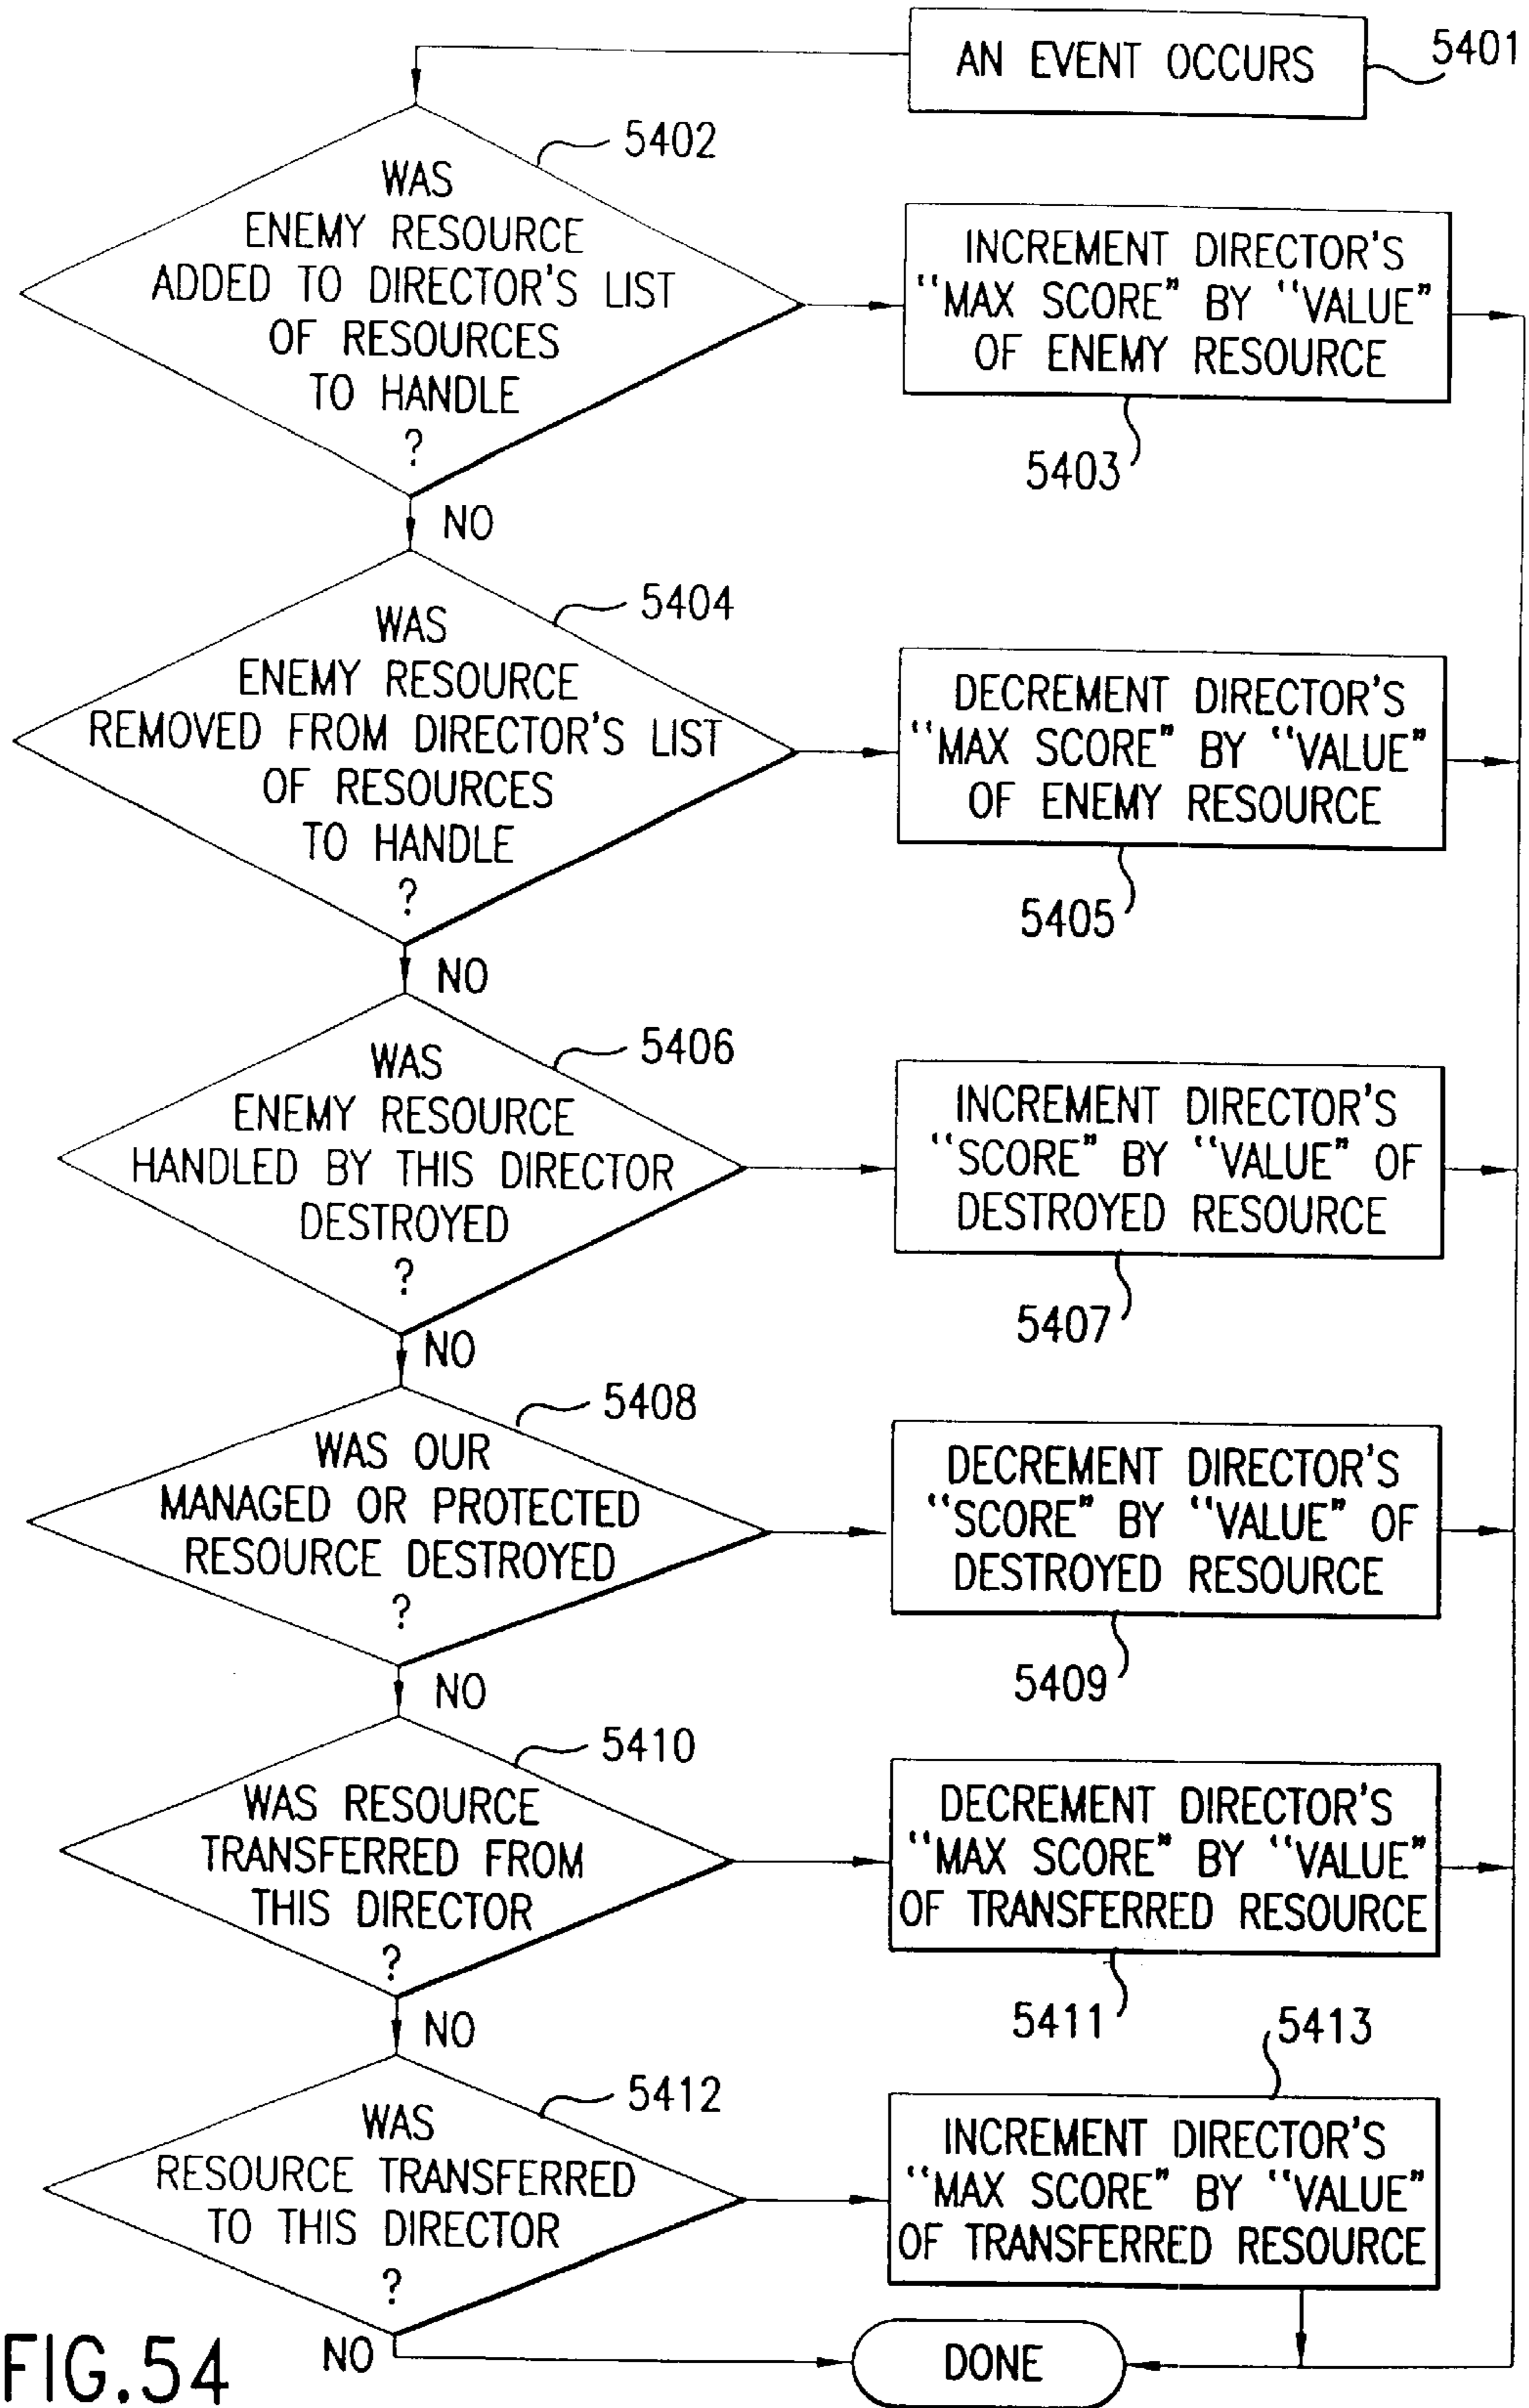 AN EVENT OCCURS
5401
5402
WAS
ENEMY RESOURCE
ADDED TO DIRECTOR'S LIST
OF RESOURCES
TO HANDLE
?
INCREMENT DIRECTOR'S
"MAX SCORE" BY "VALUE"
OF ENEMY RESOURCE
5403
NO
5404
WAS
ENEMY RESOURCE
REMOVED FROM DIRECTOR'S LIST
OF RESOURCES
TO HANDLE
?
DECREMENT DIRECTOR'S
"MAX SCORE" BY "VALUE"
OF ENEMY RESOURCE
5405
NO
5406
WAS
ENEMY RESOURCE
HANDLED BY THIS DIRECTOR
DESTROYED
?
INCREMENT DIRECTOR'S
"SCORE" BY "VALUE" OF
DESTROYED RESOURCE
5407
NO
5408
WAS OUR
MANAGED OR PROTECTED
RESOURCE DESTROYED
?
DECREMENT DIRECTOR'S
"SCORE" BY "VALUE" OF
DESTROYED RESOURCE
5409
NO
5410
WAS RESOURCE
TRANSFERRED FROM
THIS DIRECTOR
?
DECREMENT DIRECTOR'S
"MAX SCORE" BY "VALUE"
OF TRANSFERRED RESOURCE
5411
NO
5412
WAS
RESOURCE TRANSFERRED
TO THIS DIRECTOR
?
5413
INCREMENT DIRECTOR'S
"MAX SCORE" BY "VALUE"
OF TRANSFERRED RESOURCE
NO
DONE
FIG.54